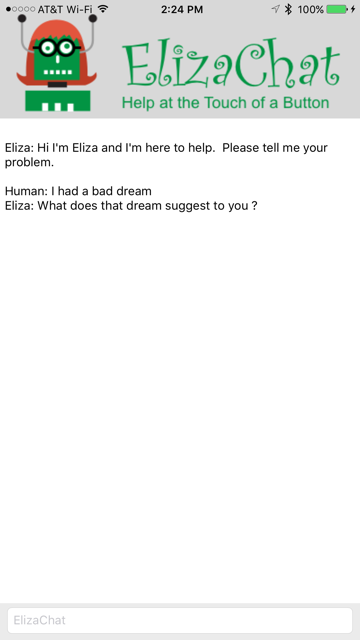 AT&T Wi-Fi 2:24 PM 100%
ElizaChat
Help at the Touch of a Button
Eliza: Hi I'm Eliza and I'm here to help.  Please tell me your
problem.
Human: I had a bad dream
Eliza: What does that dream suggest to you ?
ElizaChat